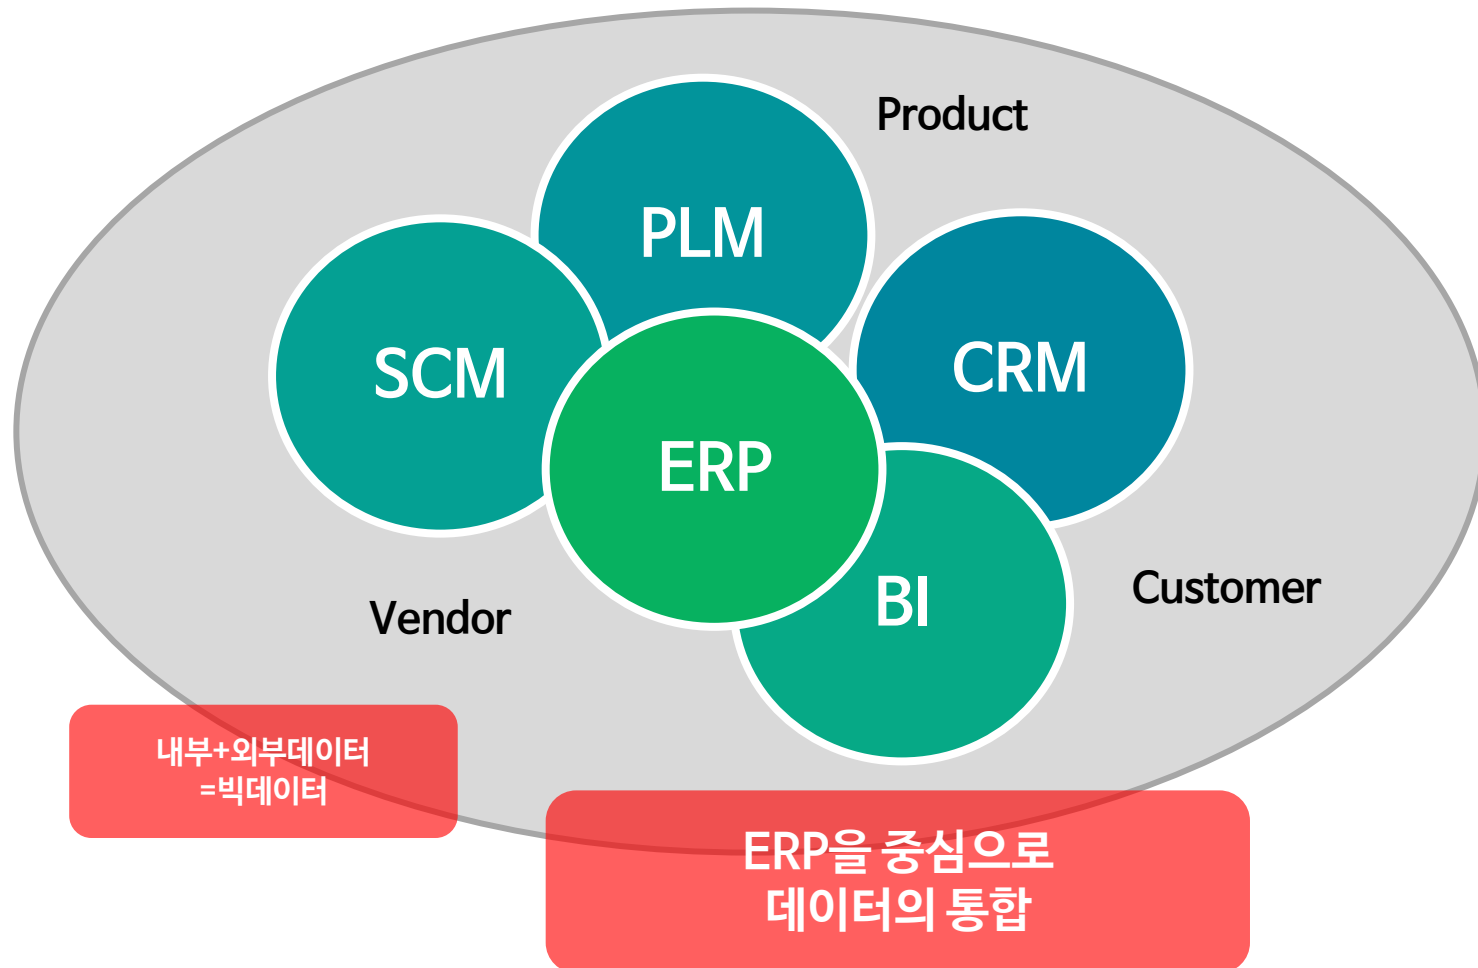 Product
PLM
SCM
CRM
ERP
BI
Customer
Vendor
내부+외부데이터
=빅데이터
ERP을 중심으로
데이터의 통합